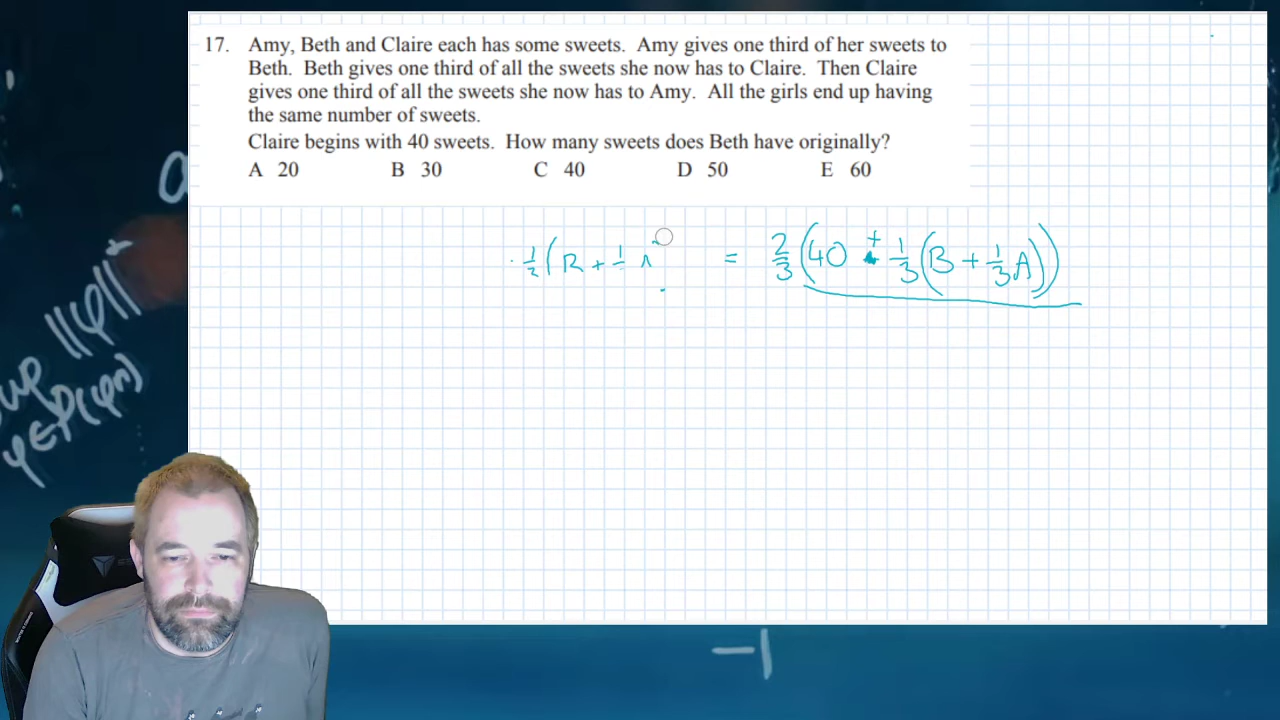 17. Amy, Beth and Claire each has some sweets. Amy gives one third of her sweets to
Beth. Beth gives one third of all the sweets she now has to Claire. Then Claire
gives one third of all the sweets she now has to Amy. All the girls end up having
the same number of sweets.
Claire begins with 40 sweets. How many sweets does Beth have originally?
A 20 B 30 C 40 D 50 E 60
= 2/3 (40 + 1/3 (B + 1/3 A))
||φ||
φ∈P(φn)
-1